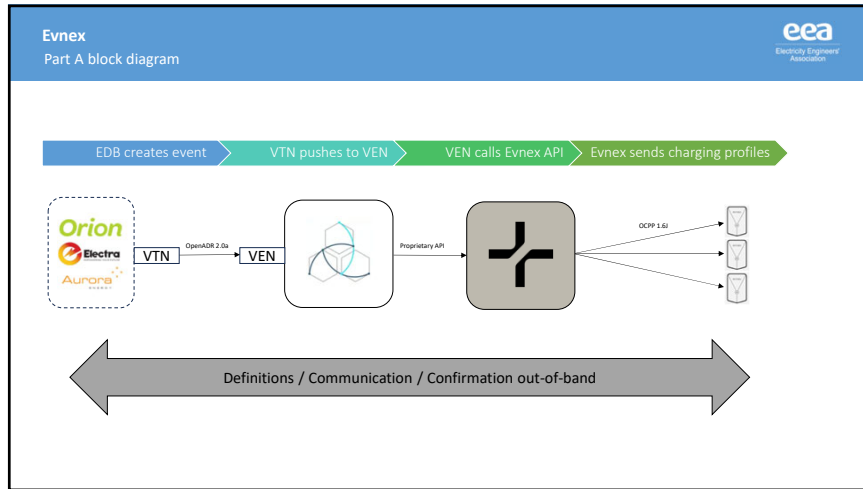 Evnex
Part A block diagram
eea
Electricity Engineers'
Association
EDB creates event
VTN pushes to VEN
VEN calls Evnex API
Evnex sends charging profiles
Orion
Electra
Aurora
ENERGY
VTN
OpenADR 2.0a
VEN
Proprietary API
OCPP 1.6J
Definitions / Communication / Confirmation out-of-band